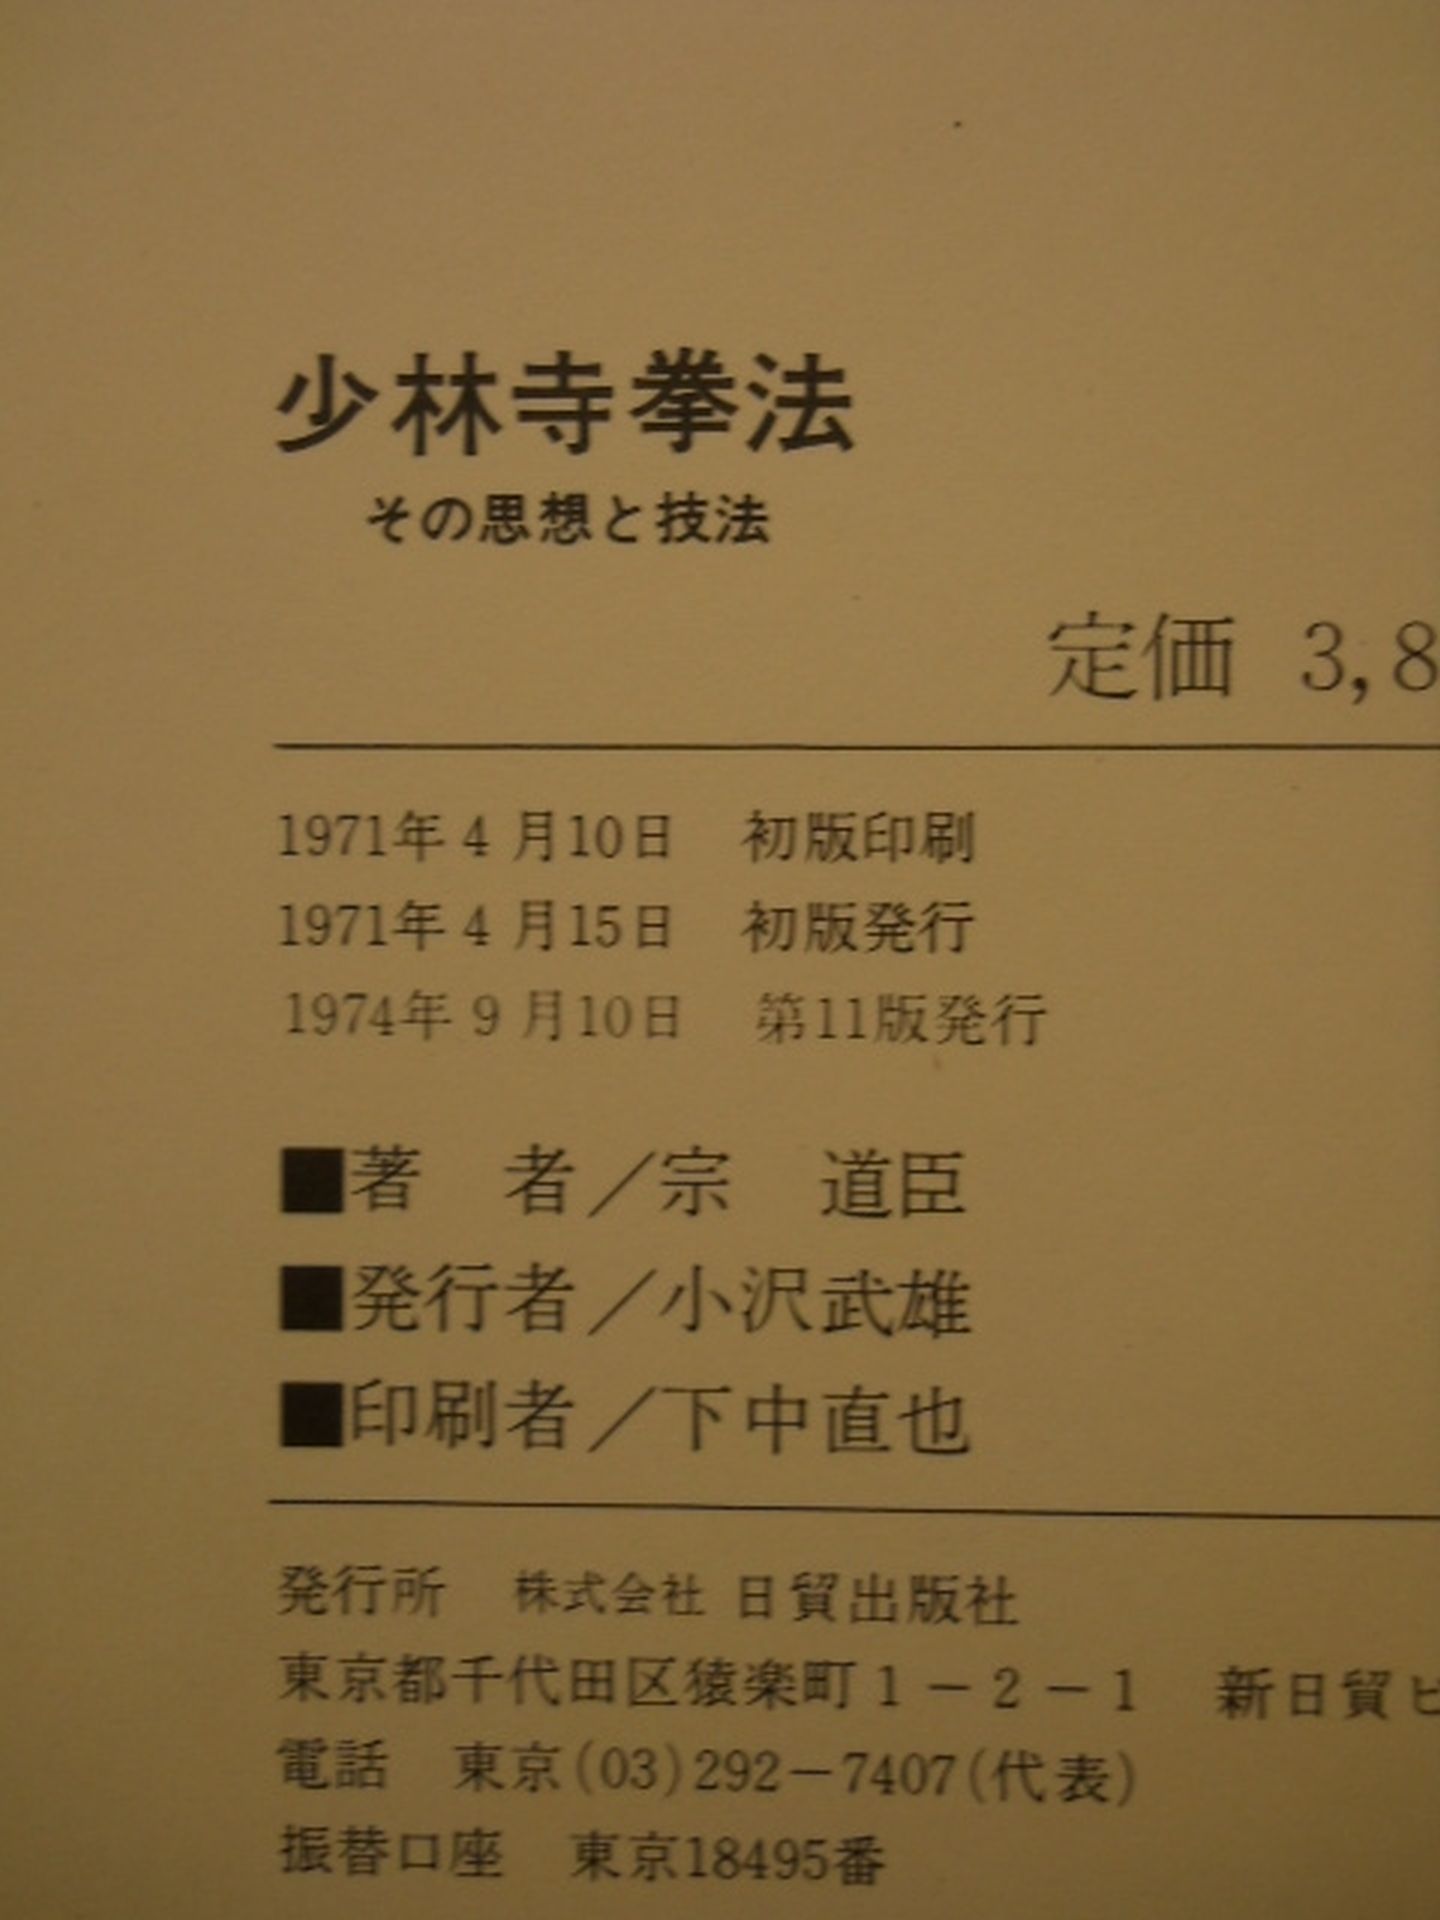 少林寺拳法
その思想と技法
定価 3,8
1971年4月10日 初版印刷
1971年4月15日 初版発行
1974年9月10日 第11版発行
■著 者／宗 道臣
■発行者／小沢武雄
■印刷者／下中直也
発行所 株式会社 日貿出版社
東京都千代田区猿楽町1－2－1 新日貿ビ
電話 東京(03)292－7407(代表)
振替口座 東京18495番